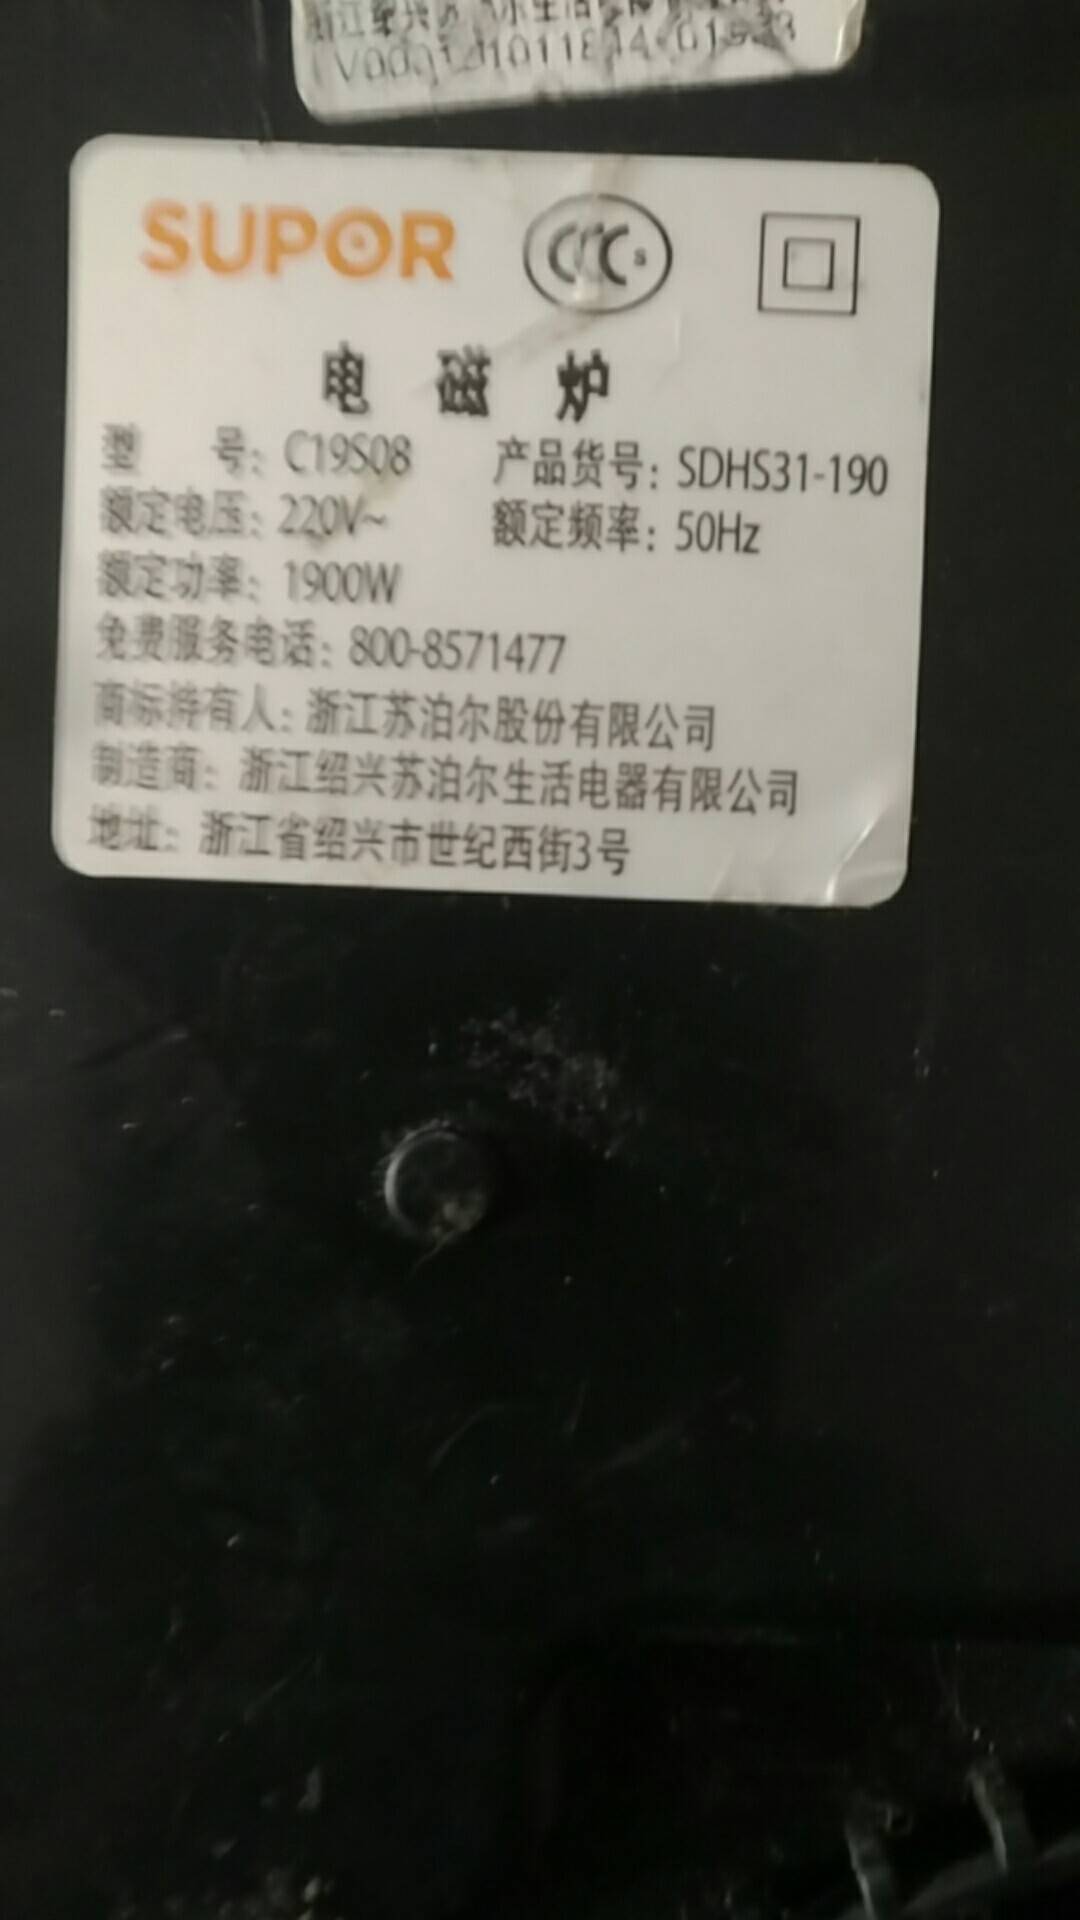 SUPOR
CCC S
电磁炉
型 号：C19S08 产品货号：SDHS31-190
额定电压：220V~ 额定频率：50Hz
额定功率：1900W
免费服务电话：800-8571477
商标持有人：浙江苏泊尔股份有限公司
制造商：浙江绍兴苏泊尔生活电器有限公司
地址：浙江省绍兴市世纪西街3号